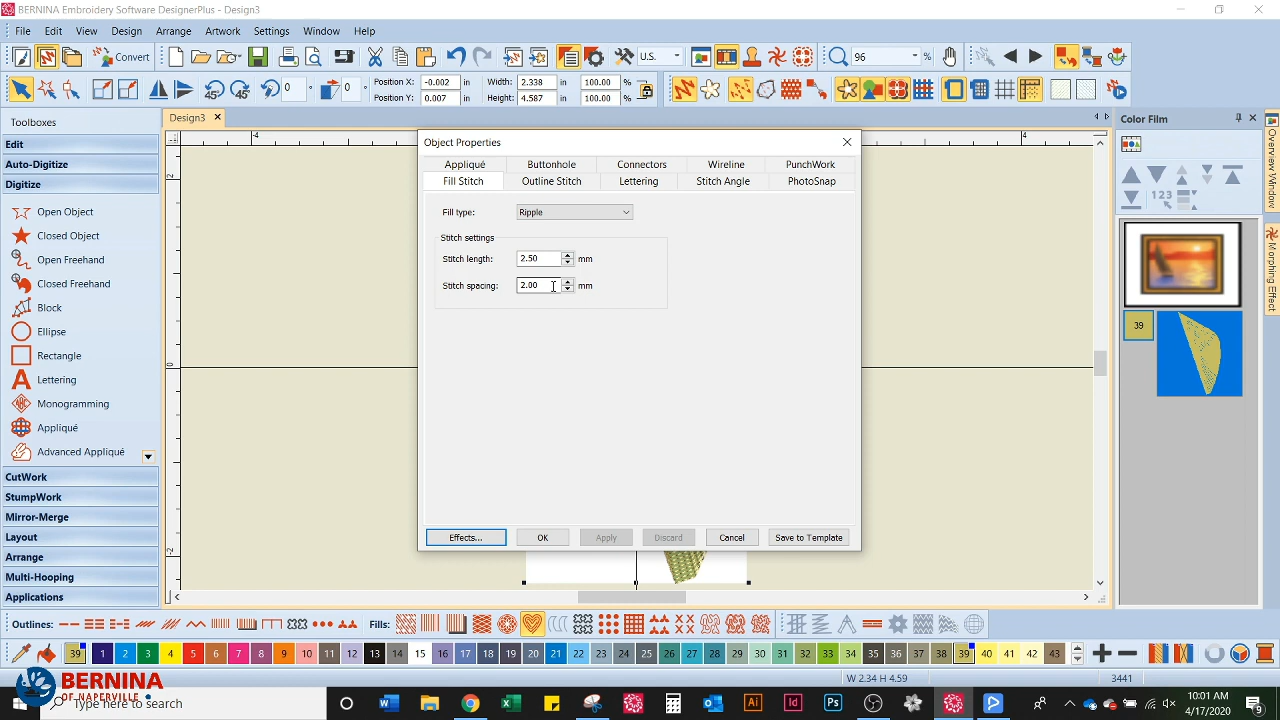 BERNINA Embroidery Software DesignerPlus - Design3
File Edit View Design Arrange Artwork Settings Window Help
Convert U.S. 96 %
0 ° 0 ° Position X: -0.002 in Width: 2.338 in 100.00 %
Position Y: 0.007 in Height: 4.587 in 100.00 %
Toolboxes
Edit
Auto-Digitize
Digitize
Open Object
Closed Object
Open Freehand
Closed Freehand
Block
Ellipse
Rectangle
Lettering
Monogramming
Appliqué
Advanced Appliqué
CutWork
StumpWork
Mirror-Merge
Layout
Arrange
Multi-Hooping
Applications
Design3
-4 4
2
0
-2
Object Properties
Appliqué Buttonhole Connectors Wireline PunchWork
Fill Stitch Outline Stitch Lettering Stitch Angle PhotoSnap
Fill type: Ripple
Stitch settings
Stitch length: 2.50 mm
Stitch spacing: 2.00 mm
Effects... OK Apply Discard Cancel Save to Template
Color Film
123
39
Overview Window
Morphing Effect
Outlines: Fills:
39 1 2 3 4 5 6 7 8 9 10 11 12 13 14 15 16 17 18 19 20 21 22 23 24 25 26 27 28 29 30 31 32 33 34 35 36 37 38 39 40 41 42 43
W 2.34 H 4.59 3441
BERNINA
OF NAPERVILLE
Type here to search
10:01 AM
4/17/2020